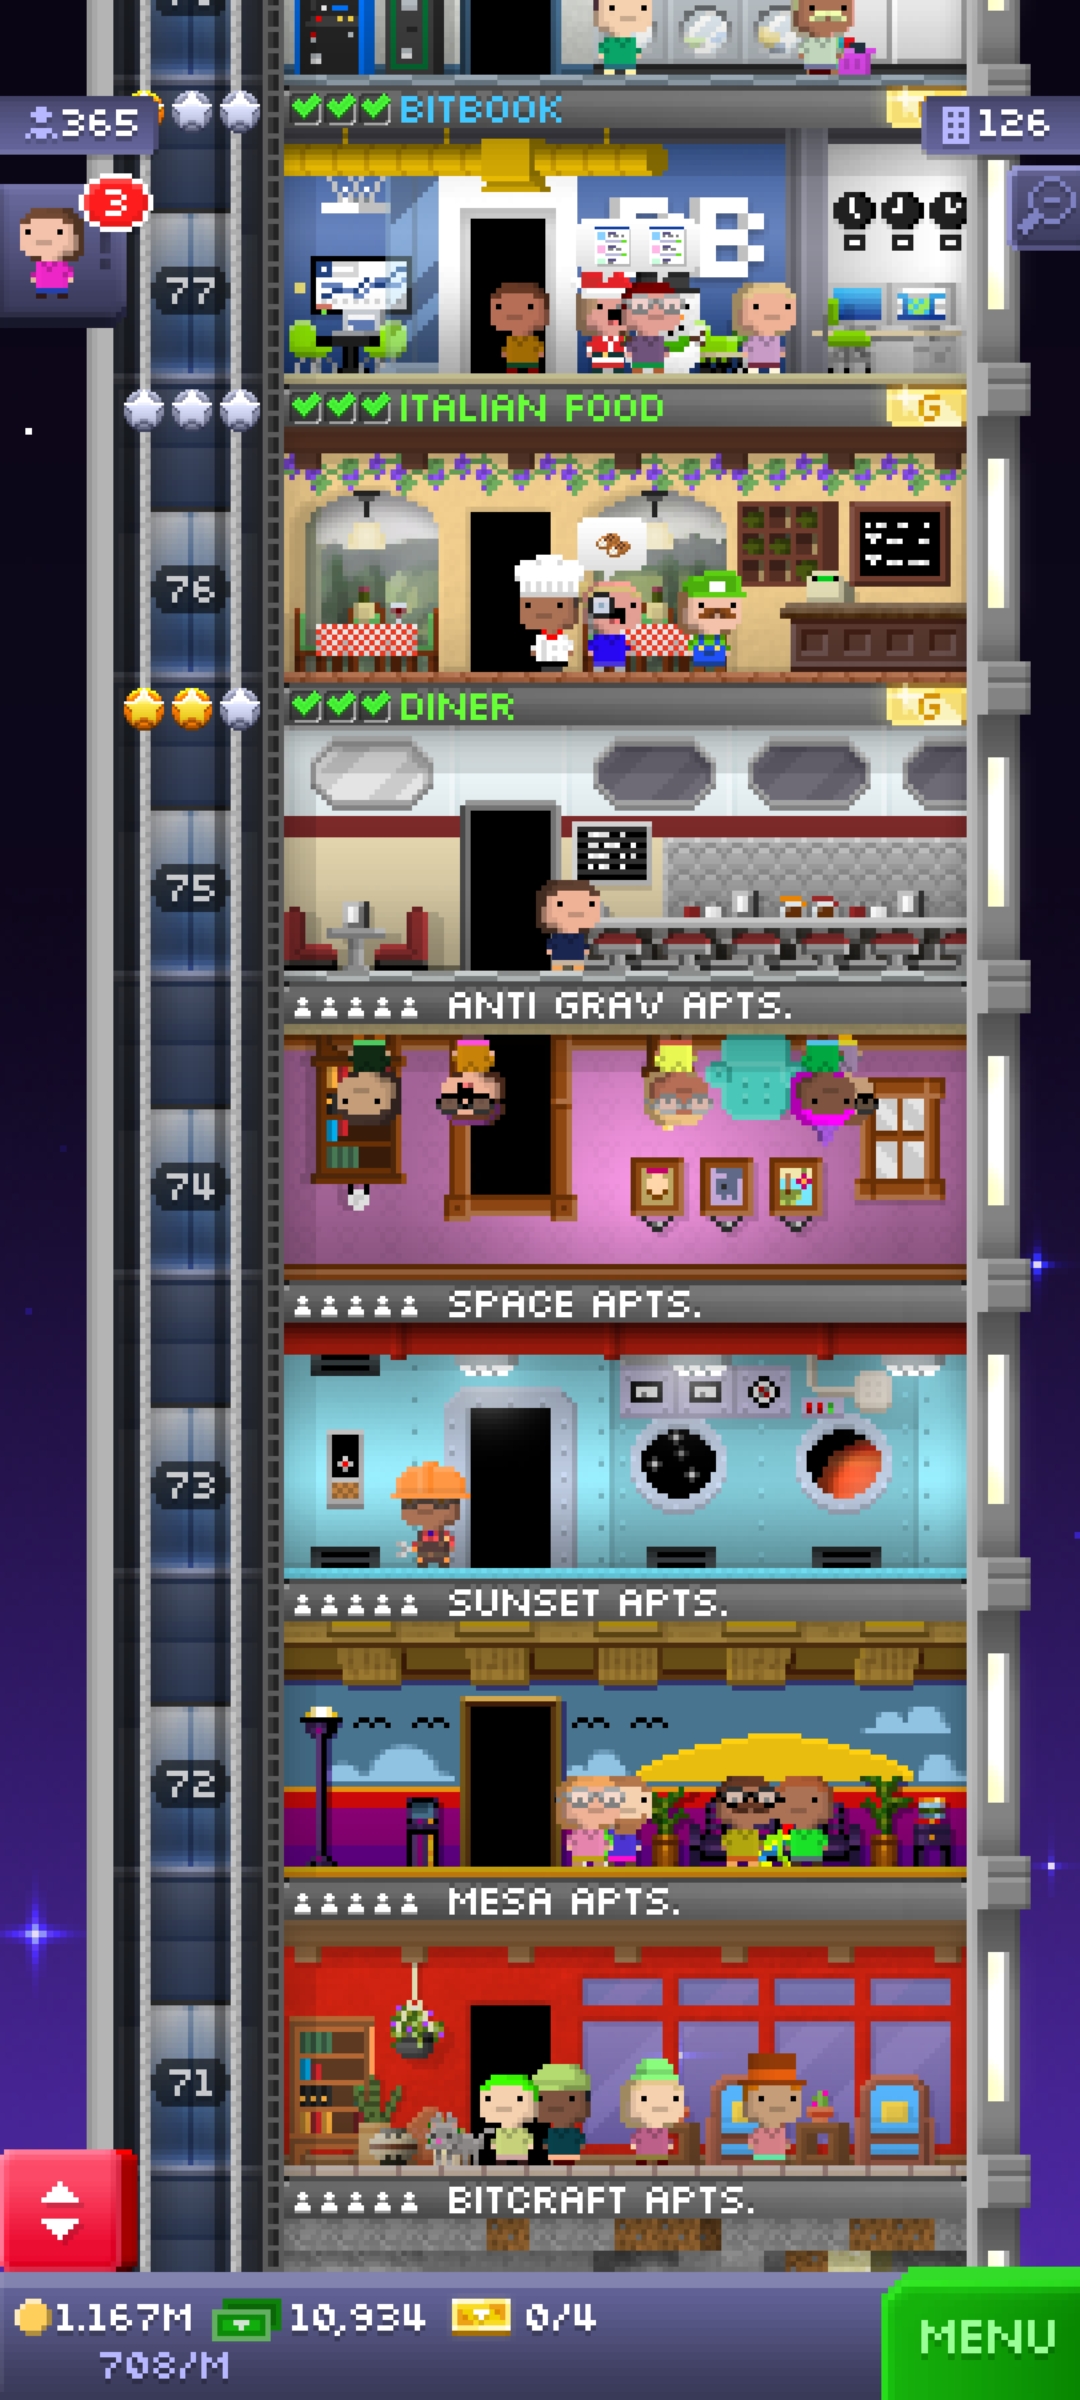 BITBOOK
365
126
3
B
77
ITALIAN FOOD
G
76
DINER
G
75
ANTI GRAV APTS.
74
SPACE APTS.
73
SUNSET APTS.
72
MESA APTS.
71
BITCRAFT APTS.
1.167M 10,934 0/4
708/M
MENU